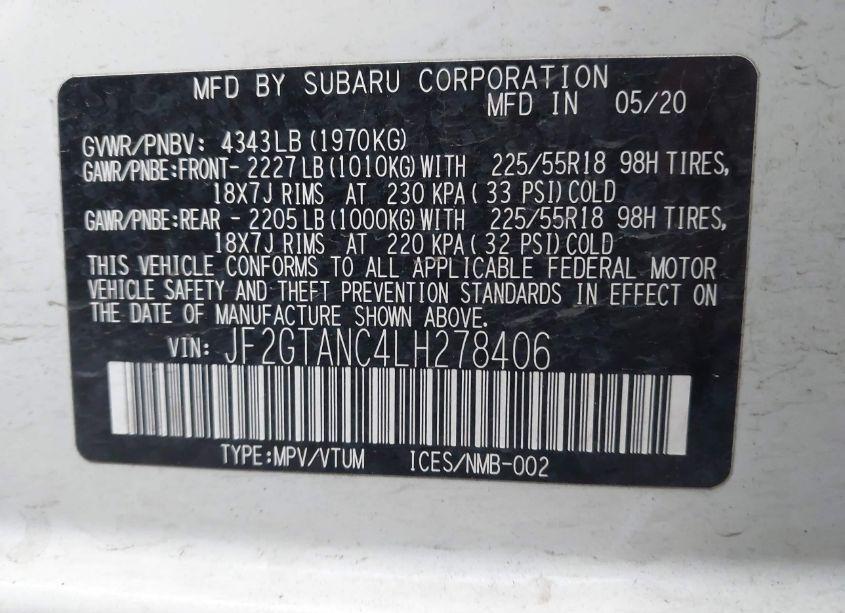 MFD BY SUBARU CORPORATION
MFD IN 05/20
GVWR/PNBV: 4343LB(1970KG)
GAWR/PNBE:FRONT- 2227LB(1010KG)WITH 225/55R18 98H TIRES,
18X7J RIMS AT 230 KPA( 33 PSI)COLD
GAWR/PNBE:REAR - 2205LB(1000KG)WITH 225/55R18 98H TIRES,
18X7J RIMS AT 220 KPA( 32 PSI)COLD
THIS VEHICLE CONFORMS TO ALL APPLICABLE FEDERAL MOTOR
VEHICLE SAFETY AND THEFT PREVENTION STANDARDS IN EFFECT ON
THE DATE OF MANUFACTURE SHOWN ABOVE.
VIN: JF2GTANC4LH278406
TYPE:MPV/VTUM ICES/NMB-002